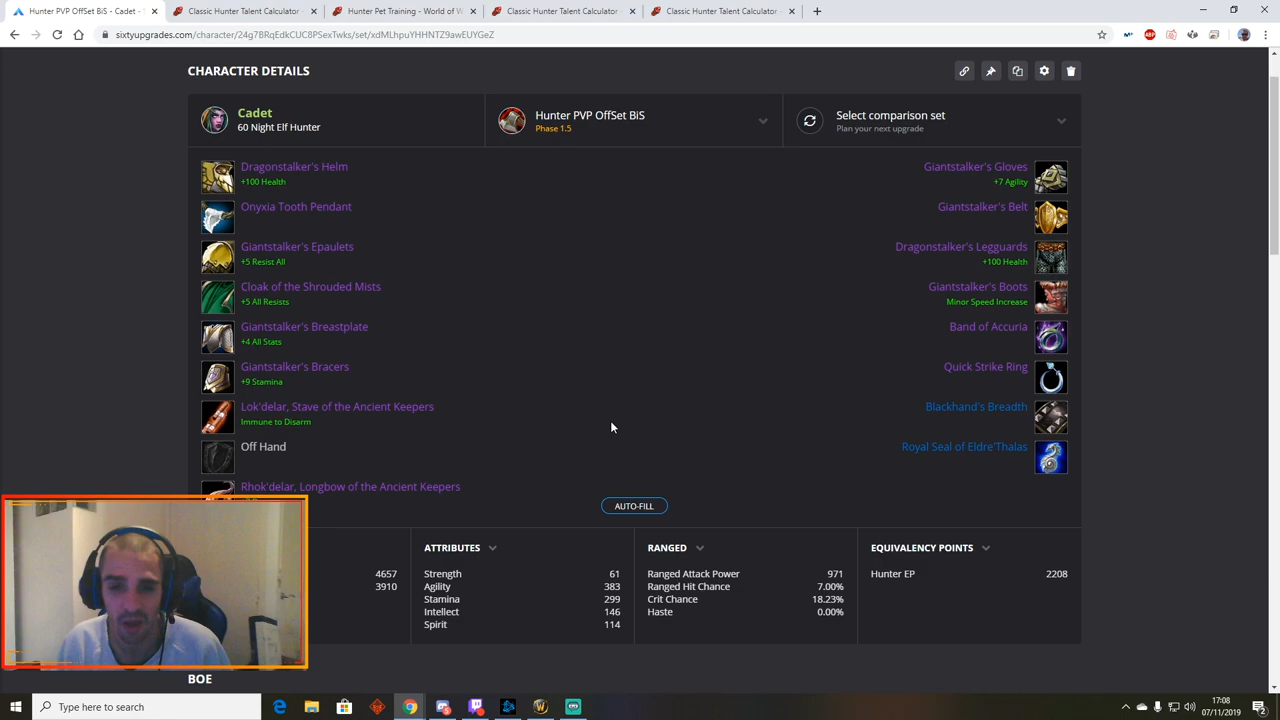 Hunter PVP OffSet BiS - Cadet -
Classic Hunter Talent Calculator
Hunter Pet Training - World of W
Classic Hunter Talent Calculator
Classic Hunter Talent Calculator
sixtyupgrades.com/character/24g7BRqEdkCUC8PSexTwks/set/xdMLhpuYHHNTZ9awEUYGeZ
CHARACTER DETAILS
Cadet
60 Night Elf Hunter
Hunter PVP OffSet BiS
Phase 1.5
Select comparison set
Plan your next upgrade
Dragonstalker's Helm
+100 Health
Onyxia Tooth Pendant
Giantstalker's Epaulets
+5 Resist All
Cloak of the Shrouded Mists
+5 All Resists
Giantstalker's Breastplate
+4 All Stats
Giantstalker's Bracers
+9 Stamina
Lok'delar, Stave of the Ancient Keepers
Immune to Disarm
Off Hand
Rhok'delar, Longbow of the Ancient Keepers
Giantstalker's Gloves
+7 Agility
Giantstalker's Belt
Dragonstalker's Legguards
+100 Health
Giantstalker's Boots
Minor Speed Increase
Band of Accuria
Quick Strike Ring
Blackhand's Breadth
Royal Seal of Eldre'Thalas
AUTO-FILL
4657
3910
ATTRIBUTES
Strength 61
Agility 383
Stamina 299
Intellect 146
Spirit 114
RANGED
Ranged Attack Power 971
Ranged Hit Chance 7.00%
Crit Chance 18.23%
Haste 0.00%
EQUIVALENCY POINTS
Hunter EP 2208
BOE
Type here to search
17:08
07/11/2019